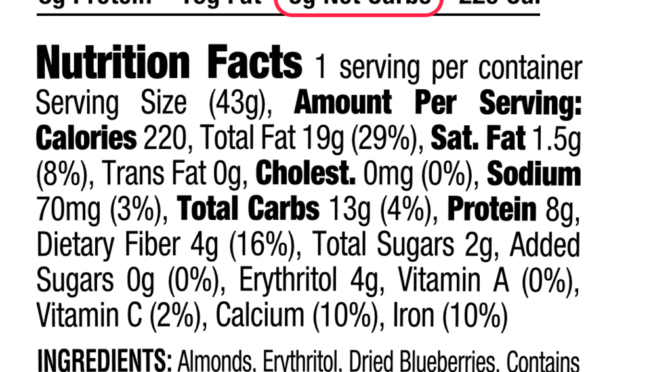 Nutrition Facts 1 serving per container
Serving Size (43g), Amount Per Serving:
Calories 220, Total Fat 19g (29%), Sat. Fat 1.5g
(8%), Trans Fat 0g, Cholest. 0mg (0%), Sodium
70mg (3%), Total Carbs 13g (4%), Protein 8g,
Dietary Fiber 4g (16%), Total Sugars 2g, Added
Sugars 0g (0%), Erythritol 4g, Vitamin A (0%),
Vitamin C (2%), Calcium (10%), Iron (10%)
INGREDIENTS: Almonds, Erythritol, Dried Blueberries, Contains